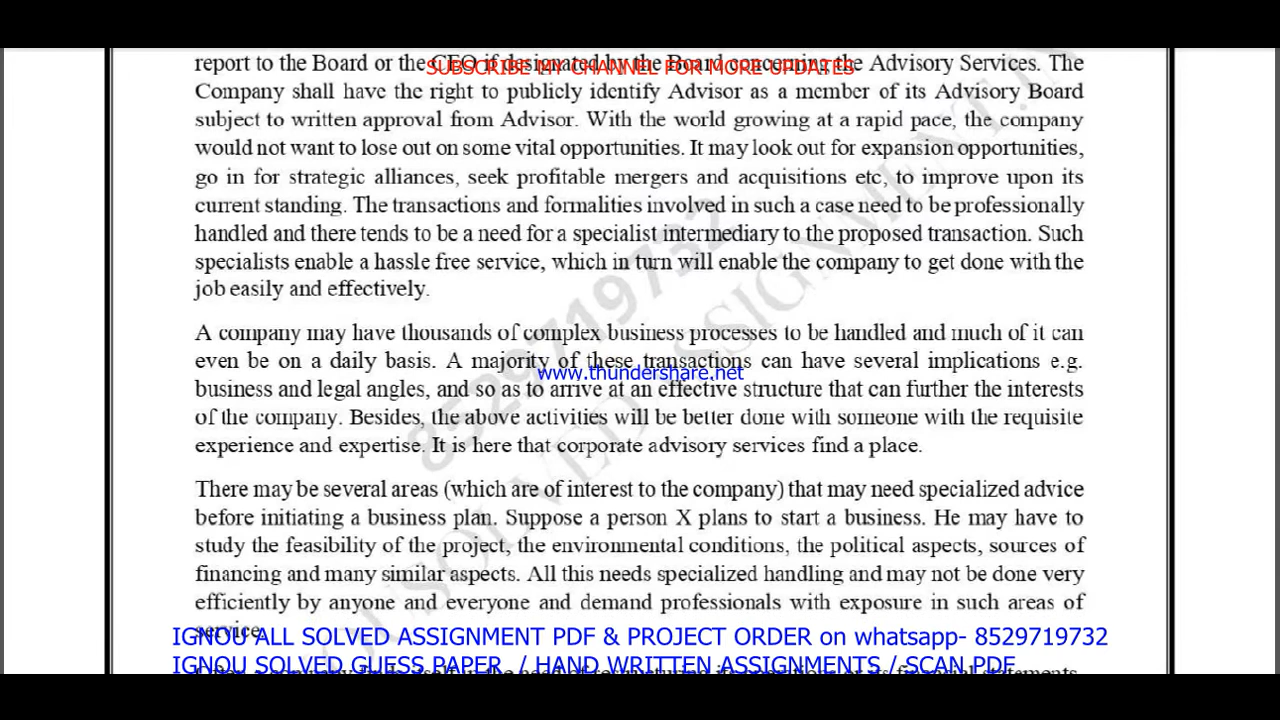 report to the Board or the CEO if designated by the Board concerning the Advisory Services. The
SUBSCRIBE MY CHANNEL FOR MORE UPDATES
Company shall have the right to publicly identify Advisor as a member of its Advisory Board
subject to written approval from Advisor. With the world growing at a rapid pace, the company
would not want to lose out on some vital opportunities. It may look out for expansion opportunities,
go in for strategic alliances, seek profitable mergers and acquisitions etc, to improve upon its
current standing. The transactions and formalities involved in such a case need to be professionally
handled and there tends to be a need for a specialist intermediary to the proposed transaction. Such
specialists enable a hassle free service, which in turn will enable the company to get done with the
job easily and effectively.
A company may have thousands of complex business processes to be handled and much of it can
even be on a daily basis. A majority of these transactions can have several implications e.g.
www.thundershare.net
business and legal angles, and so as to arrive at an effective structure that can further the interests
of the company. Besides, the above activities will be better done with someone with the requisite
experience and expertise. It is here that corporate advisory services find a place.
8529719732
SOLVED ASSIGNMENT
There may be several areas (which are of interest to the company) that may need specialized advice
before initiating a business plan. Suppose a person X plans to start a business. He may have to
study the feasibility of the project, the environmental conditions, the political aspects, sources of
financing and many similar aspects. All this needs specialized handling and may not be done very
efficiently by anyone and everyone and demand professionals with exposure in such areas of
service.
IGNOU ALL SOLVED ASSIGNMENT PDF & PROJECT ORDER on whatsapp- 8529719732
IGNOU SOLVED GUESS PAPER / HAND WRITTEN ASSIGNMENTS / SCAN PDF